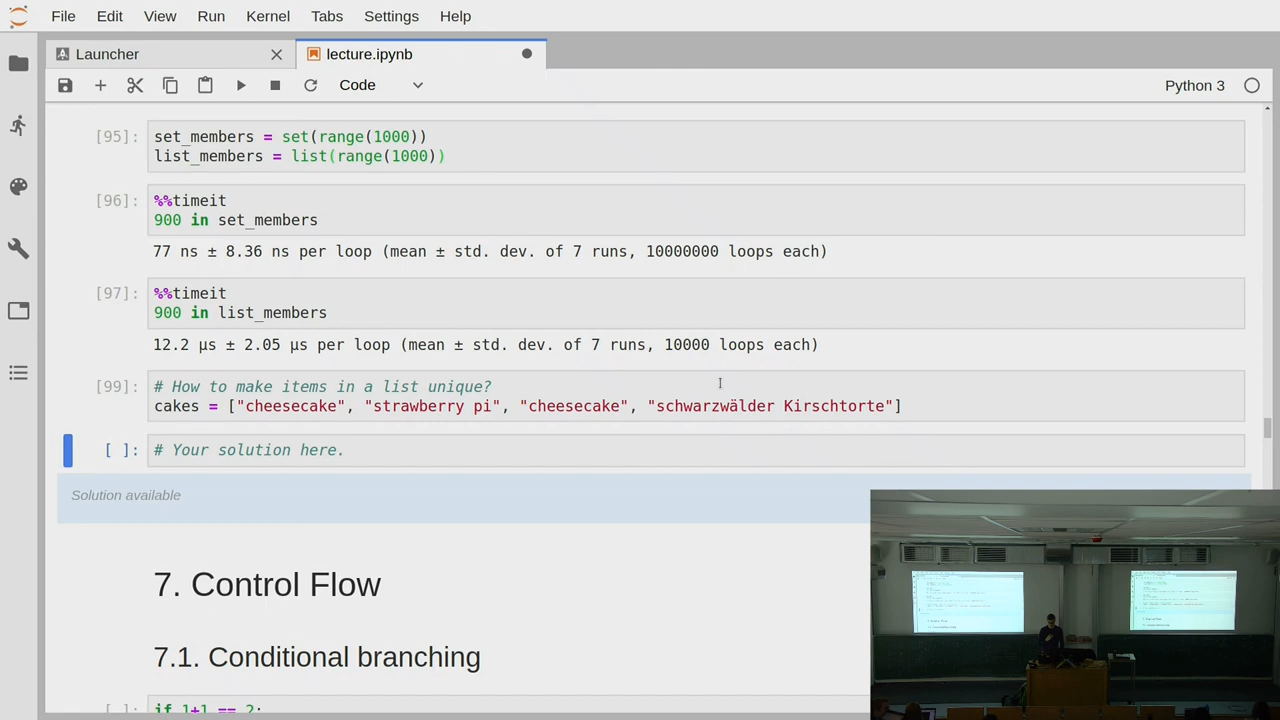 File Edit View Run Kernel Tabs Settings Help
Launcher
lecture.ipynb
Code
Python 3
[95]: set_members = set(range(1000))
list_members = list(range(1000))
[96]: %%timeit
900 in set_members
77 ns ± 8.36 ns per loop (mean ± std. dev. of 7 runs, 10000000 loops each)
[97]: %%timeit
900 in list_members
12.2 µs ± 2.05 µs per loop (mean ± std. dev. of 7 runs, 10000 loops each)
[99]: # How to make items in a list unique?
cakes = ["cheesecake", "strawberry pi", "cheesecake", "schwarzwälder Kirschtorte"]
[ ]: # Your solution here.
Solution available
7. Control Flow
7.1. Conditional branching
[ ]: if 1+1 == 2: